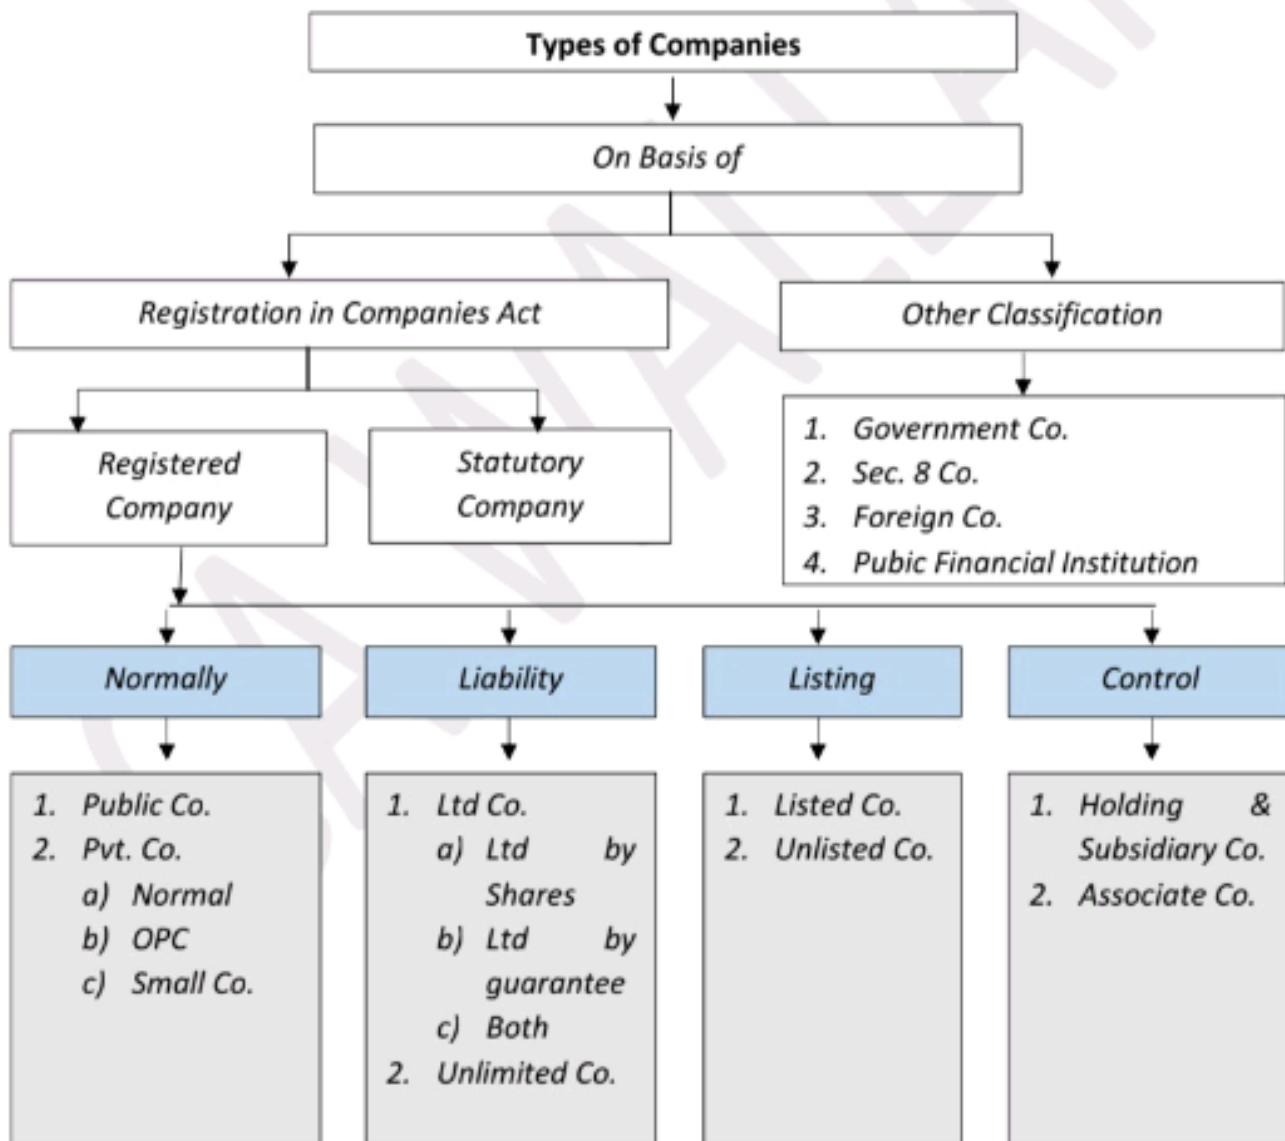 Types of Companies
On Basis of
Registration in Companies Act
Other Classification
Registered
Company
Statutory
Company
1. Government Co.
2. Sec. 8 Co.
3. Foreign Co.
4. Pubic Financial Institution
Normally
Liability
Listing
Control
1. Public Co.
2. Pvt. Co.
a) Normal
b) OPC
c) Small Co.
1. Ltd Co.
a) Ltd by
Shares
b) Ltd by
guarantee
c) Both
2. Unlimited Co.
1. Listed Co.
2. Unlisted Co.
1. Holding &
Subsidiary Co.
2. Associate Co.